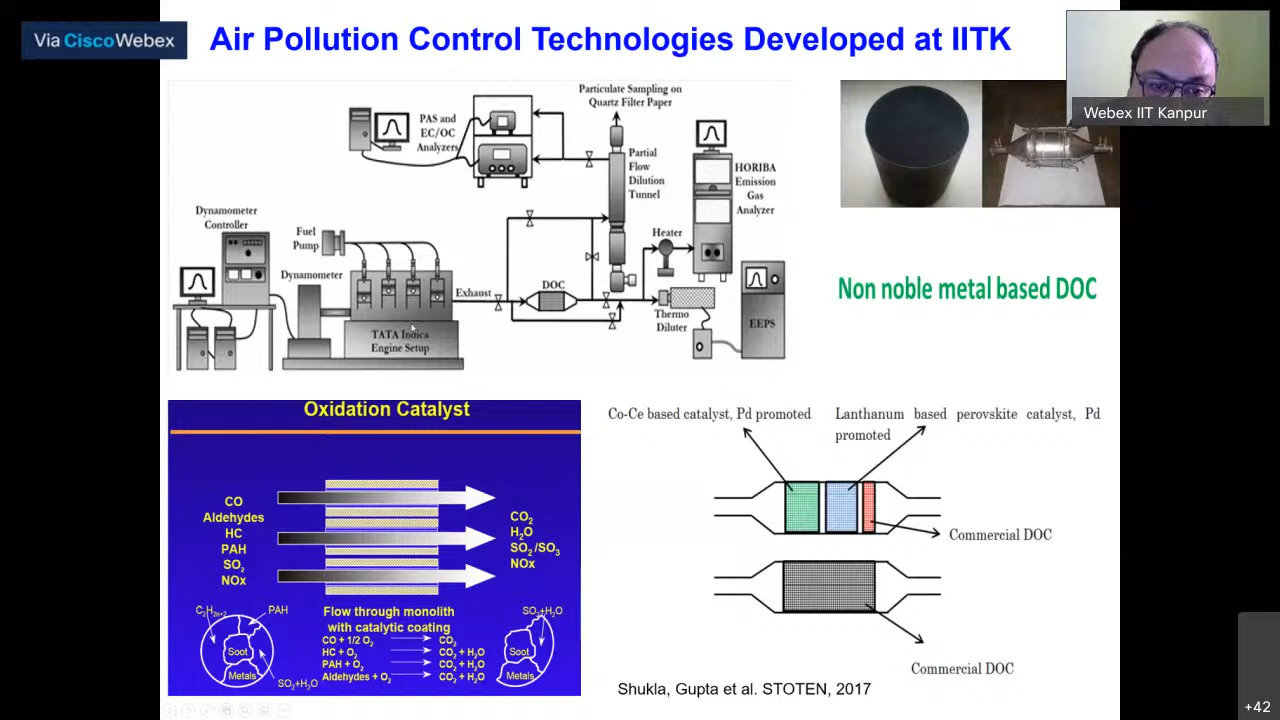 Via CiscoWebex
Air Pollution Control Technologies Developed at IITK
Webex IIT Kanpur
Particulate Sampling on
Quartz Filter Paper
PAS and
EC/OC
Analyzers
Partial
Flow
Dilution
Tunnel
HORIBA
Emission
Gas
Analyzer
Dynamometer
Controller
Fuel
Pump
Heater
Dynamometer
Exhaust
DOC
Thermo
Diluter
EEPS
TATA Indica
Engine Setup
Non noble metal based DOC
Oxidation Catalyst
CO
Aldehydes
HC
PAH
SO2
NOx
CO2
H2O
SO2/SO3
NOx
C2H2n+2
PAH
Soot
Metals
SO2+H2O
Flow through monolith
with catalytic coating
CO + 1/2 O2 → CO2
HC + O2 → CO2 + H2O
PAH + O2 → CO2 + H2O
Aldehydes + O2 → CO2 + H2O
SO2+H2O
Soot
Metals
Co-Ce based catalyst, Pd promoted
Lanthanum based perovskite catalyst, Pd
promoted
Commercial DOC
Commercial DOC
Shukla, Gupta et al. STOTEN, 2017
+42